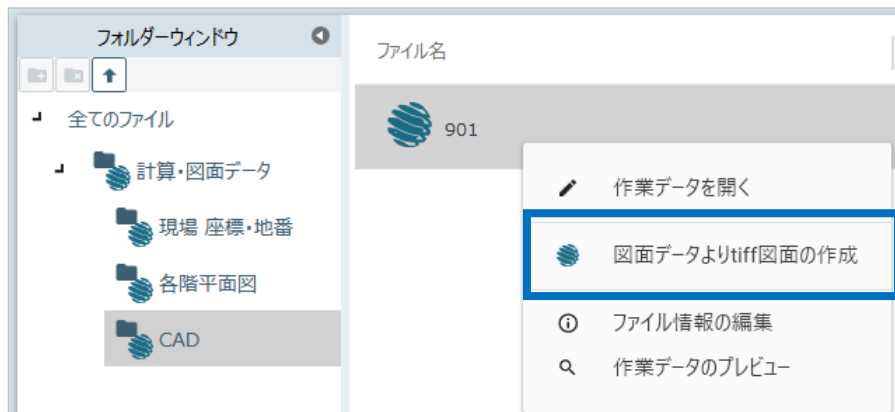 フォルダーウィンドウ
ファイル名
全てのファイル
901
計算・図面データ
作業データを開く
現場 座標・地番
図面データよりtiff図面の作成
各階平面図
ファイル情報の編集
CAD
作業データのプレビュー